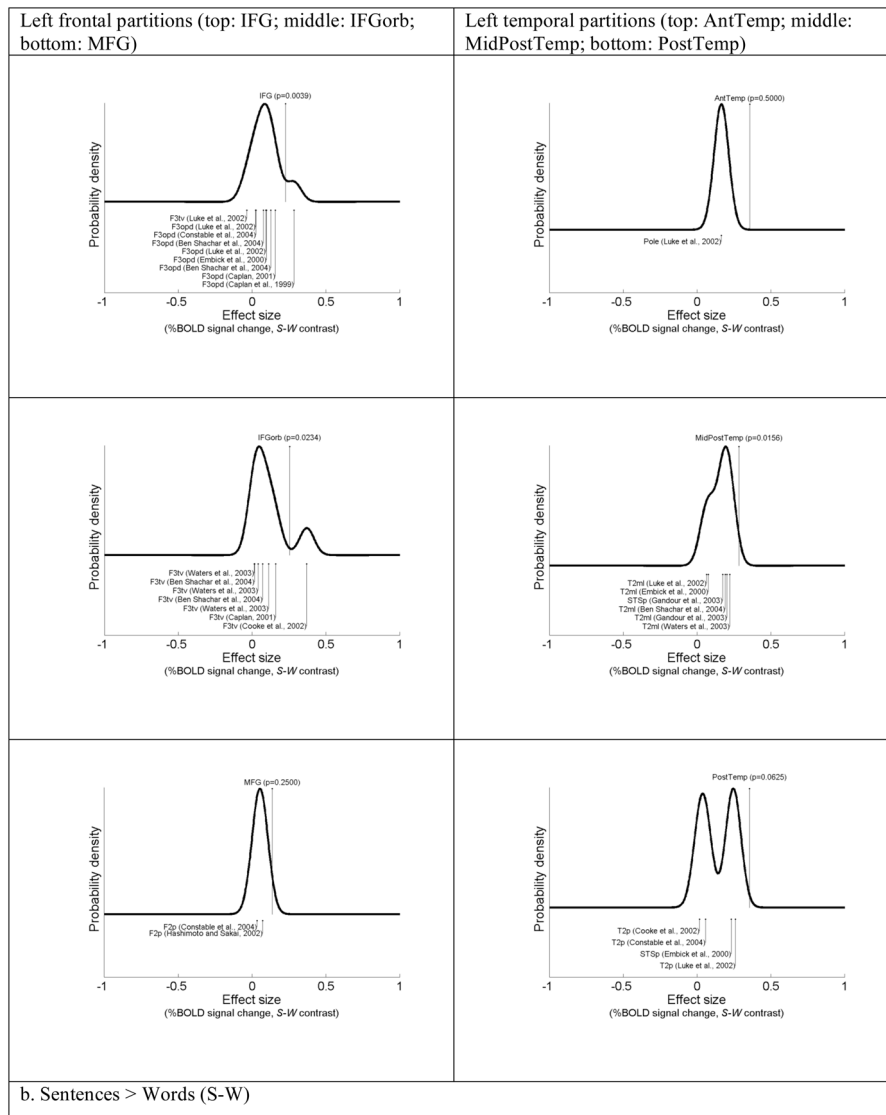 Left frontal partitions (top: IFG; middle: IFGorb;
bottom: MFG)
Left temporal partitions (top: AntTemp; middle:
MidPostTemp; bottom: PostTemp)
IFG (p=0.0039)
Probability density
F3tv (Luke et al., 2002)
F3opd (Luke et al., 2002)
F3opd (Constable et al., 2004)
F3opd (Ben Shachar et al., 2004)
F3opd (Luke et al., 2002)
F3opd (Embick et al., 2000)
F3opd (Ben Shachar et al., 2004)
F3opd (Caplan, 2001)
F3opd (Caplan et al., 1999)
-1 -0.5 0 0.5 1
Effect size
(%BOLD signal change, S-W contrast)
AntTemp (p=0.5000)
Probability density
Pole (Luke et al., 2002)
-1 -0.5 0 0.5 1
Effect size
(%BOLD signal change, S-W contrast)
IFGorb (p=0.0234)
Probability density
F3tv (Waters et al., 2003)
F3tv (Ben Shachar et al., 2004)
F3tv (Waters et al., 2003)
F3tv (Ben Shachar et al., 2004)
F3tv (Waters et al., 2003)
F3tv (Caplan, 2001)
F3tv (Cooke et al., 2002)
-1 -0.5 0 0.5 1
Effect size
(%BOLD signal change, S-W contrast)
MidPostTemp (p=0.0156)
Probability density
T2ml (Luke et al., 2002)
T2ml (Embick et al., 2000)
STSp (Gandour et al., 2003)
T2ml (Ben Shachar et al., 2004)
T2ml (Gandour et al., 2003)
T2ml (Waters et al., 2003)
-1 -0.5 0 0.5 1
Effect size
(%BOLD signal change, S-W contrast)
MFG (p=0.2500)
Probability density
F2p (Constable et al., 2004)
F2p (Hashimoto and Sakai, 2002)
-1 -0.5 0 0.5 1
Effect size
(%BOLD signal change, S-W contrast)
PostTemp (p=0.0625)
Probability density
T2p (Cooke et al., 2002)
T2p (Constable et al., 2004)
STSp (Embick et al., 2000)
T2p (Luke et al., 2002)
-1 -0.5 0 0.5 1
Effect size
(%BOLD signal change, S-W contrast)
b. Sentences > Words (S-W)